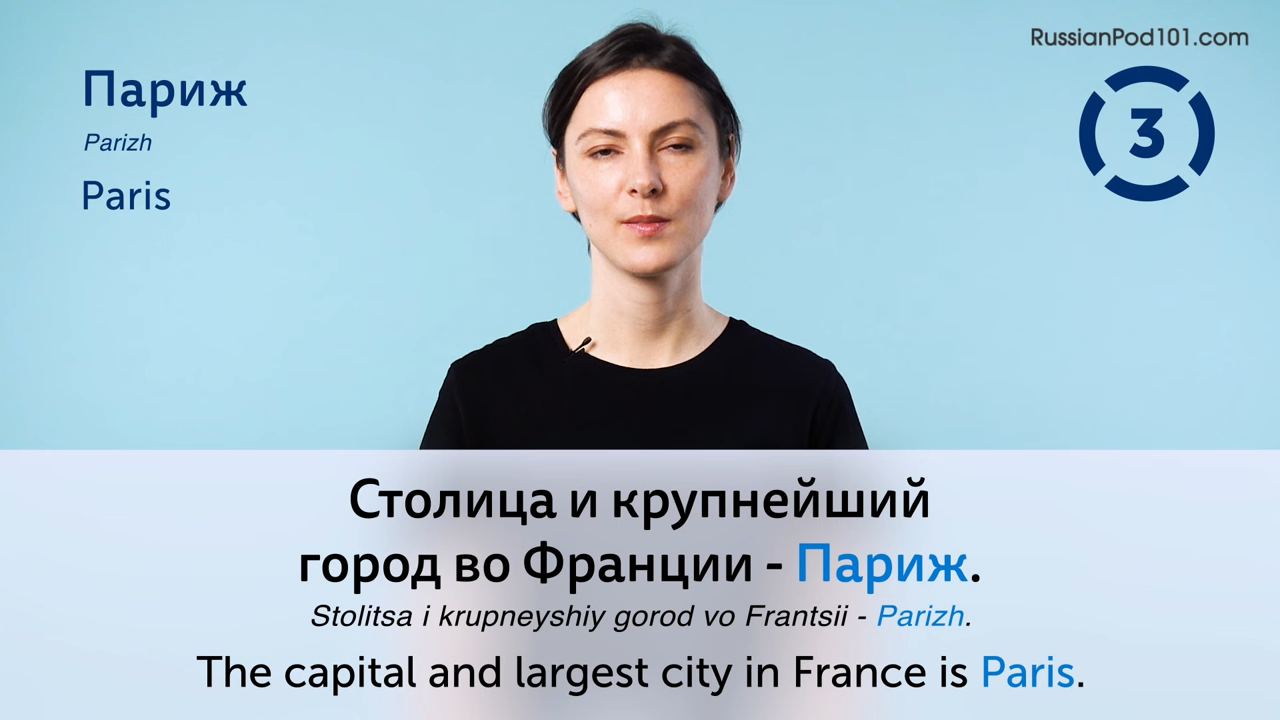 RussianPod101.com
Париж
Parizh
Paris
3
Столица и крупнейший
город во Франции - Париж.
Stolitsa i krupneyshiy gorod vo Frantsii - Parizh.
The capital and largest city in France is Paris.